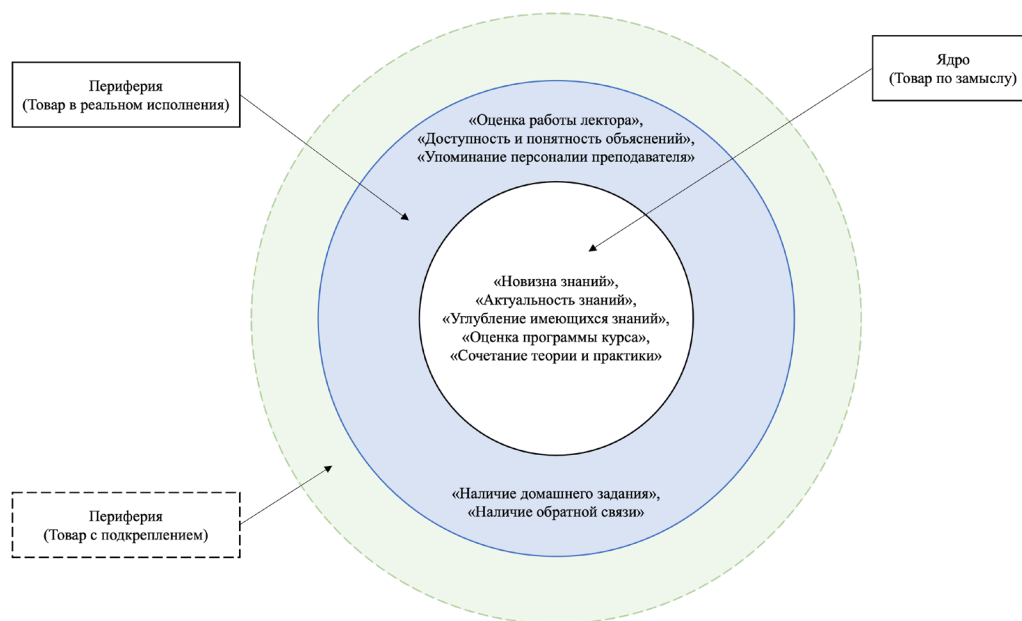 Периферия
(Товар в реальном исполнения)
Ядро
(Товар по замыслу)
«Оценка работы лектора»,
«Доступность и понятность объяснений»,
«Упоминание персоналии преподавателя»
«Новизна знаний»,
«Актуальность знаний»,
«Углубление имеющихся знаний»,
«Оценка программы курса»,
«Сочетание теории и практики»
«Наличие домашнего задания»,
«Наличие обратной связи»
Периферия
(Товар с подкреплением)